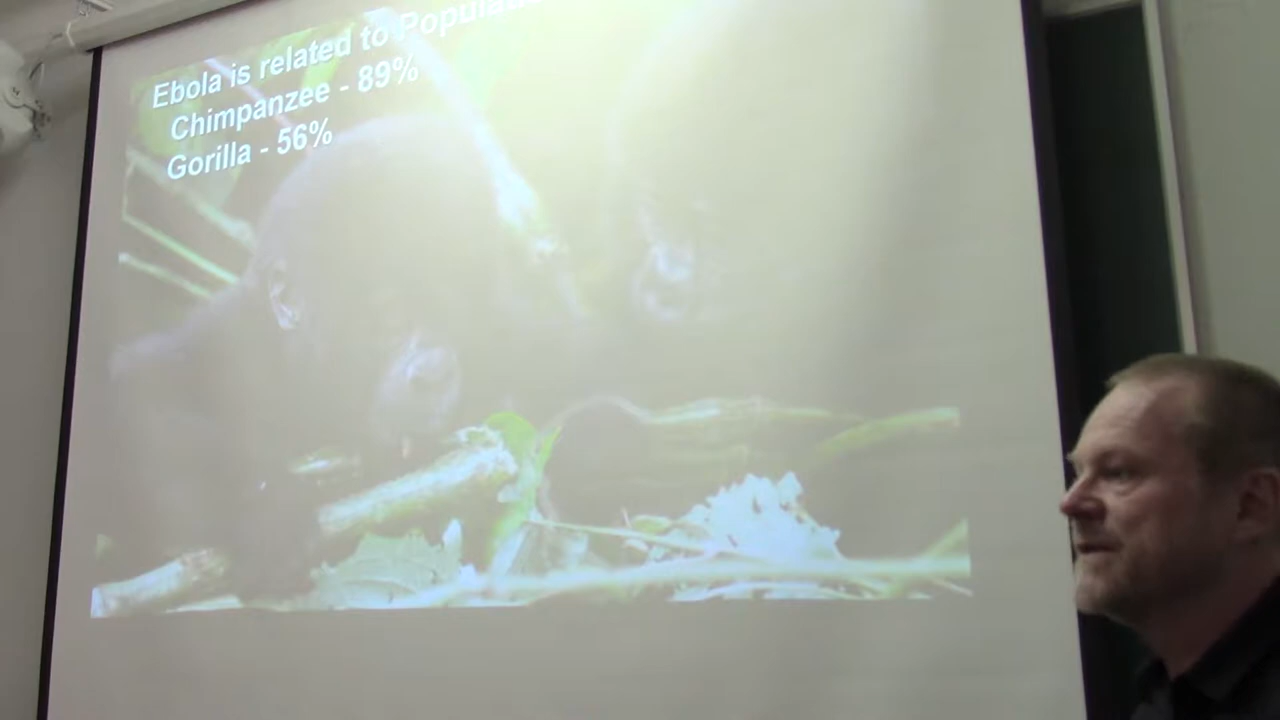 Ebola is related to
Chimpanzee - 89%
Gorilla - 56%